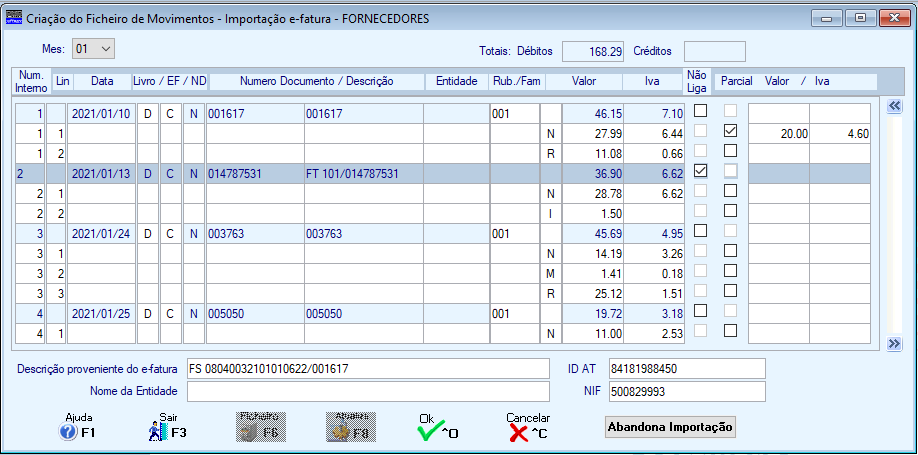 Criação do Ficheiro de Movimentos - Importação e-fatura - FORNECEDORES
Mes: 01 Totais: Débitos 168.29 Créditos
Num. Interno Lin Data Livro / EF / ND Numero Documento / Descrição Entidade Rub./Fam Valor Iva Não Liga Parcial Valor / Iva
1 2021/01/10 D C N 001617 001617 001 46.15 7.10
1 1 N 27.99 6.44 20.00 4.60
1 2 R 11.08 0.66
2 2021/01/13 D C N 014787531 FT 101/014787531 36.90 6.62
2 1 N 28.78 6.62
2 2 I 1.50
3 2021/01/24 D C N 003763 003763 001 45.69 4.95
3 1 N 14.19 3.26
3 2 M 1.41 0.18
3 3 R 25.12 1.51
4 2021/01/25 D C N 005050 005050 001 19.72 3.18
4 1 N 11.00 2.53
Descrição proveniente do e-fatura FS 08040032101010622/001617 ID AT 84181988450
Nome da Entidade NIF 500829993
Ajuda F1 Sair F3 Ficheiro F6 F8 Ok ^O Cancelar ^C Abandona Importação